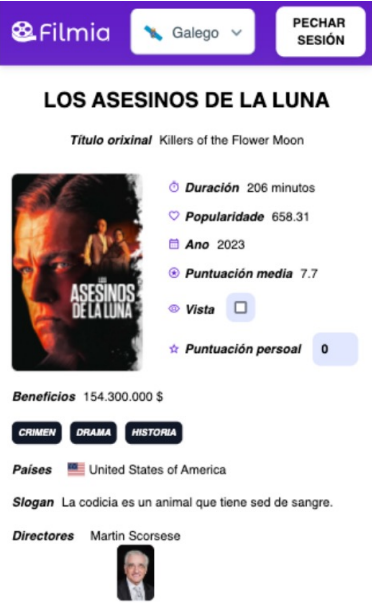 Filmia
Galego
PECHAR
SESIÓN
LOS ASESINOS DE LA LUNA
Título orixinal Killers of the Flower Moon
LOS
ASESINOS
DE LA LUNA
Duración 206 minutos
Popularidade 658.31
Ano 2023
Puntuación media 7.7
Vista
Puntuación persoal 0
Beneficios 154.300.000 $
CRIMEN DRAMA HISTORIA
Países United States of America
Slogan La codicia es un animal que tiene sed de sangre.
Directores Martin Scorsese